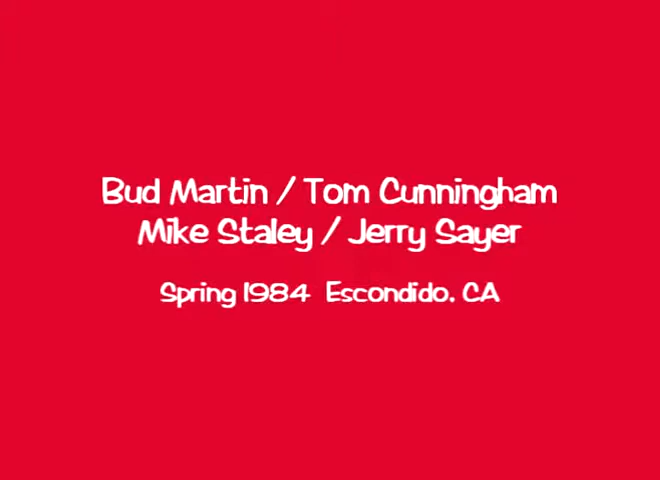 Bud Martin / Tom Cunningham
Mike Staley / Jerry Sayer
Spring 1984 Escondido, CA